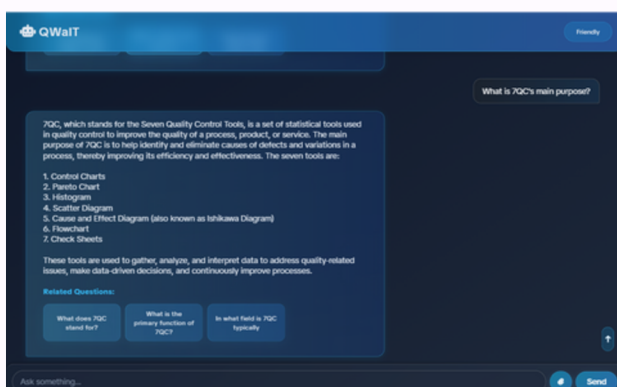 QWaIT
Friendly
What is 7QC's main purpose?
7QC, which stands for the Seven Quality Control Tools, is a set of statistical tools used
in quality control to improve the quality of a process, product, or service. The main
purpose of 7QC is to help identify and eliminate causes of defects and variations in a
process, thereby improving its efficiency and effectiveness. The seven tools are:
1. Control Charts
2. Pareto Chart
3. Histogram
4. Scatter Diagram
5. Cause and Effect Diagram (also known as Ishikawa Diagram)
6. Flowchart
7. Check Sheets
These tools are used to gather, analyze, and interpret data to address quality-related
issues, make data-driven decisions, and continuously improve processes.
Related Questions:
What does 7QC
stand for?
What is the
primary function of
7QC?
In what field is 7QC
typically
Ask something...
Send